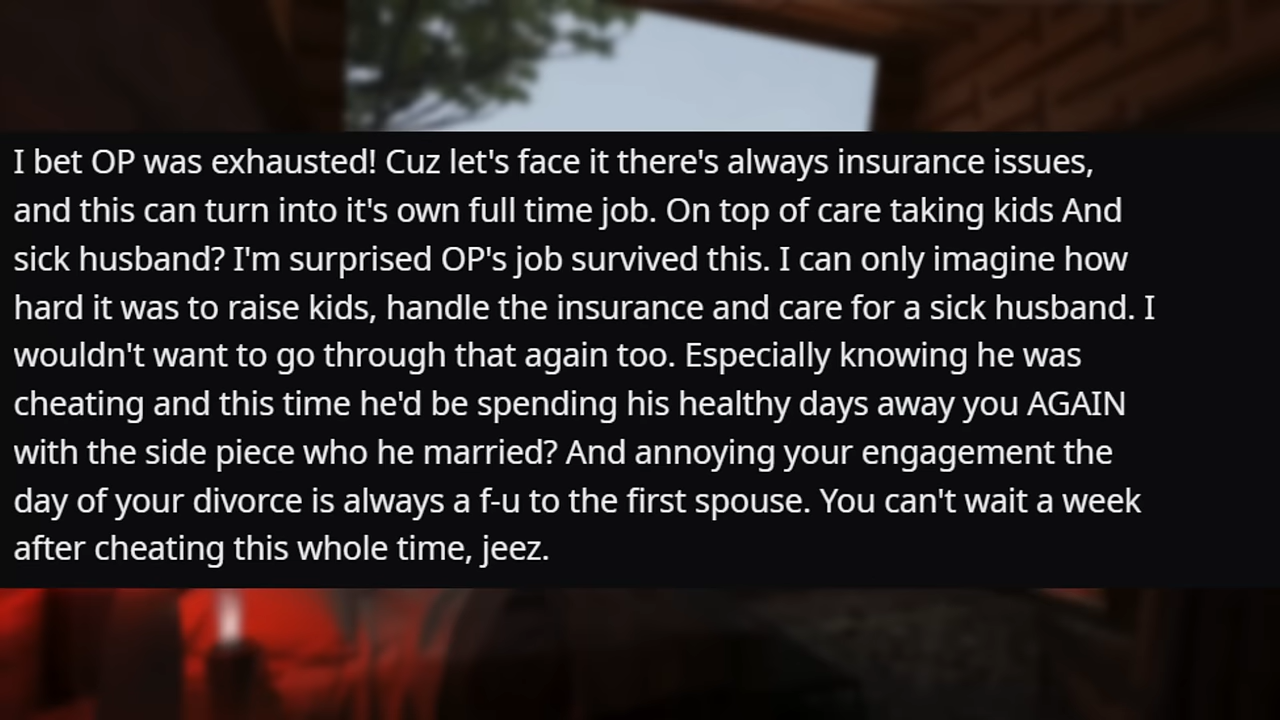 I bet OP was exhausted! Cuz let's face it there's always insurance issues,
and this can turn into it's own full time job. On top of care taking kids And
sick husband? I'm surprised OP's job survived this. I can only imagine how
hard it was to raise kids, handle the insurance and care for a sick husband. I
wouldn't want to go through that again too. Especially knowing he was
cheating and this time he'd be spending his healthy days away you AGAIN
with the side piece who he married? And annoying your engagement the
day of your divorce is always a f-u to the first spouse. You can't wait a week
after cheating this whole time, jeez.